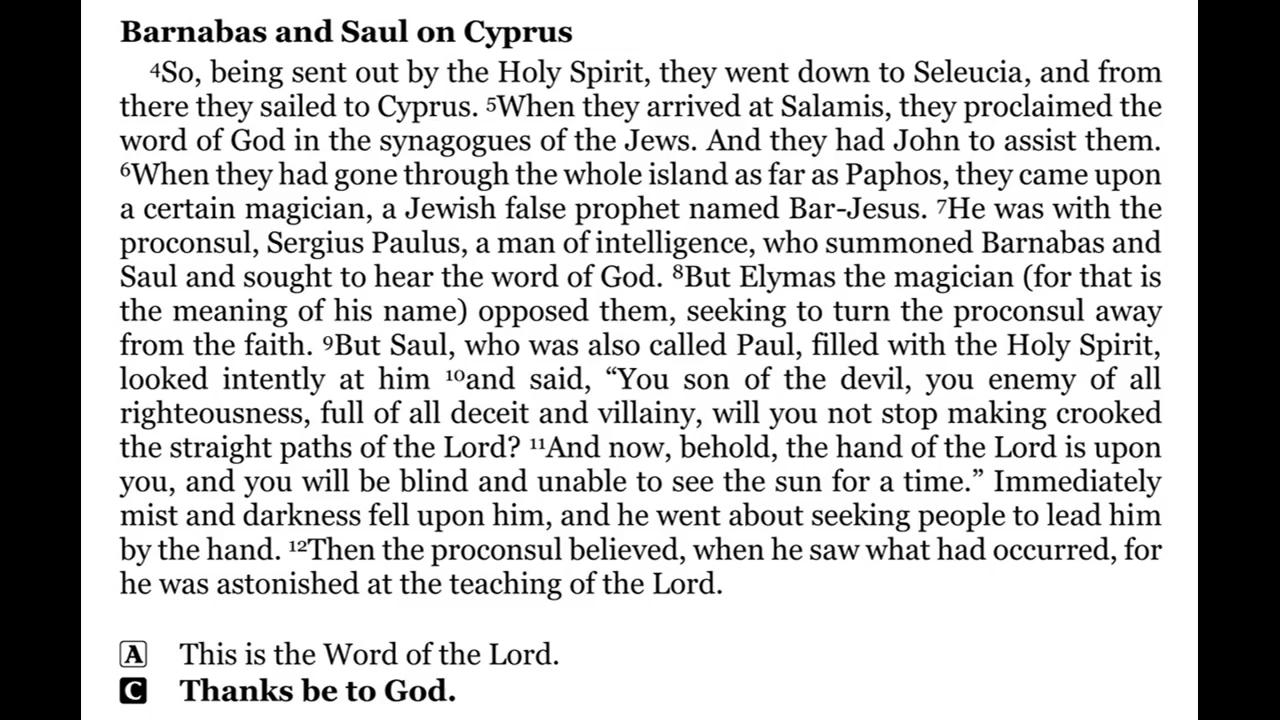 Barnabas and Saul on Cyprus
4So, being sent out by the Holy Spirit, they went down to Seleucia, and from
there they sailed to Cyprus. 5When they arrived at Salamis, they proclaimed the
word of God in the synagogues of the Jews. And they had John to assist them.
6When they had gone through the whole island as far as Paphos, they came upon
a certain magician, a Jewish false prophet named Bar-Jesus. 7He was with the
proconsul, Sergius Paulus, a man of intelligence, who summoned Barnabas and
Saul and sought to hear the word of God. 8But Elymas the magician (for that is
the meaning of his name) opposed them, seeking to turn the proconsul away
from the faith. 9But Saul, who was also called Paul, filled with the Holy Spirit,
looked intently at him 10and said, “You son of the devil, you enemy of all
righteousness, full of all deceit and villainy, will you not stop making crooked
the straight paths of the Lord? 11And now, behold, the hand of the Lord is upon
you, and you will be blind and unable to see the sun for a time.” Immediately
mist and darkness fell upon him, and he went about seeking people to lead him
by the hand. 12Then the proconsul believed, when he saw what had occurred, for
he was astonished at the teaching of the Lord.
A This is the Word of the Lord.
C Thanks be to God.